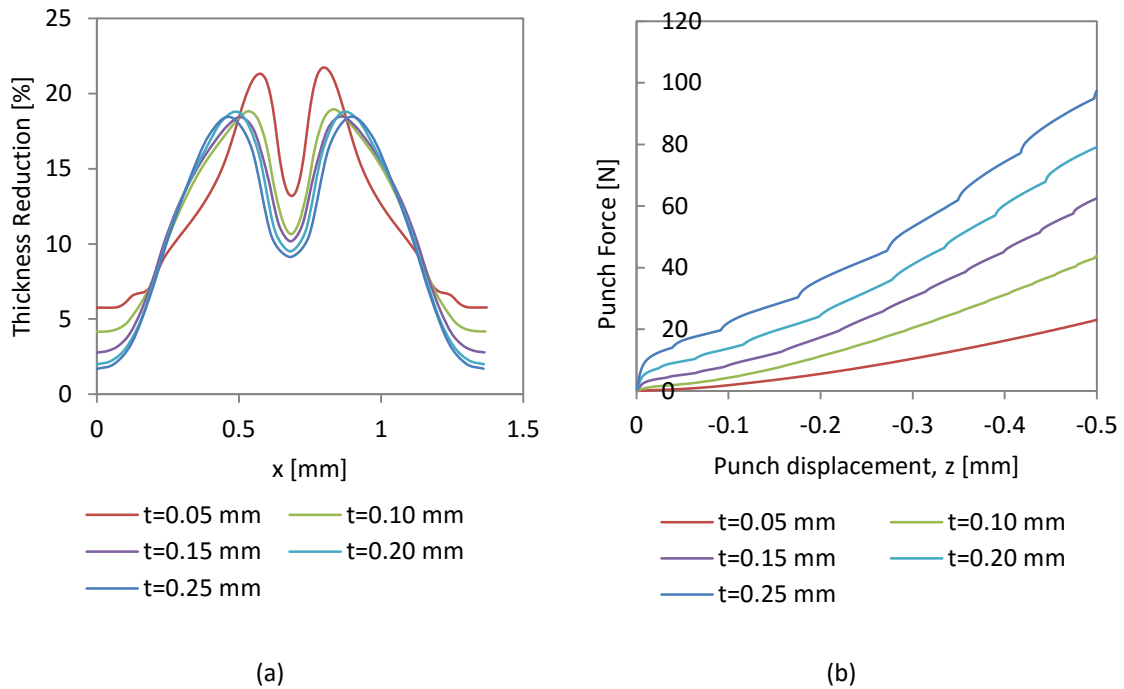 Thickness Reduction [%]
25
20
15
10
5
0
0 0.5 1 1.5
x [mm]
t=0.05 mm t=0.10 mm
t=0.15 mm t=0.20 mm
t=0.25 mm
(a)
Punch Force [N]
120
100
80
60
40
20
0
0 -0.1 -0.2 -0.3 -0.4 -0.5
Punch displacement, z [mm]
t=0.05 mm t=0.10 mm
t=0.15 mm t=0.20 mm
t=0.25 mm
(b)